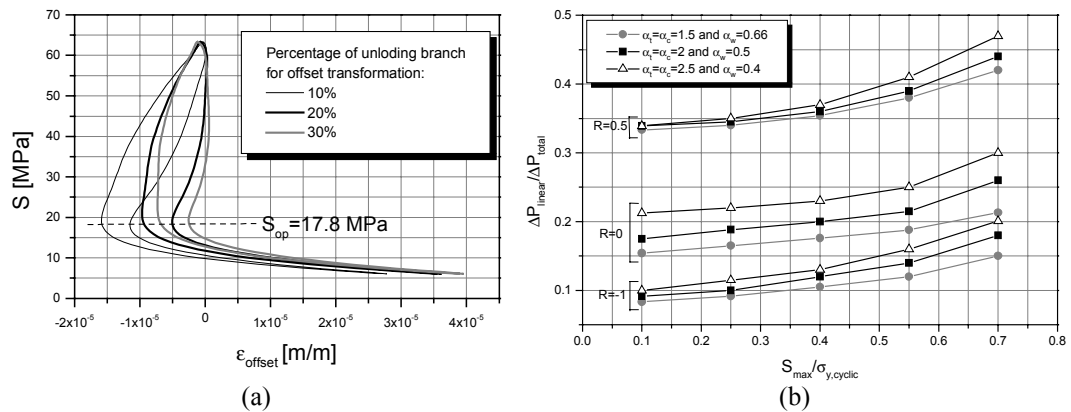 S [MPa]
70
60
50
40
30
20
10
0
Percentage of unloding branch
for offset transformation:
10%
20%
30%
S_op=17.8 MPa
-2x10⁻⁵ -1x10⁻⁵ 0 1x10⁻⁵ 2x10⁻⁵ 3x10⁻⁵ 4x10⁻⁵
ε_offset [m/m]
(a)
ΔP_linear/ΔP_total
0.5
0.4
0.3
0.2
0.1
α_t=α_c=1.5 and α_w=0.66
α_t=α_c=2 and α_w=0.5
α_t=α_c=2.5 and α_w=0.4
R=0.5
R=0
R=-1
0.0 0.1 0.2 0.3 0.4 0.5 0.6 0.7 0.8
S_max/σ_y,cyclic
(b)